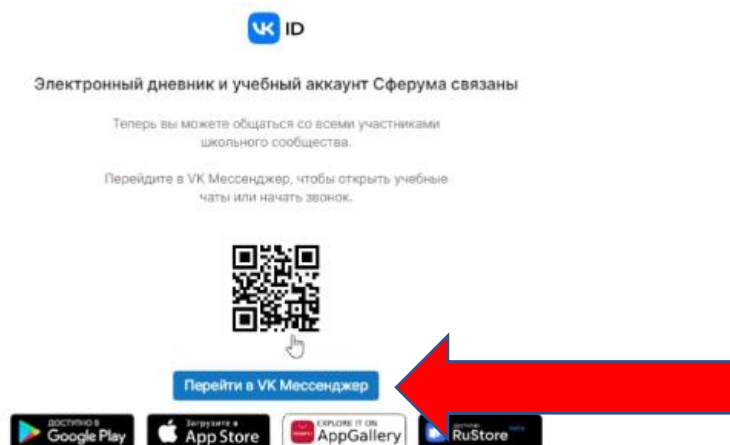 VK ID
Электронный дневник и учебный аккаунт Сферума связаны
Теперь вы можете общаться со всеми участниками
школьного сообщества.
Перейдите в VK Мессенджер, чтобы открыть учебные
чаты или начать звонок.
Перейти в VK Мессенджер
ДОСТУПНО В
Google Play
Загрузите в
App Store
EXPLORE IT ON
AppGallery
RuStore